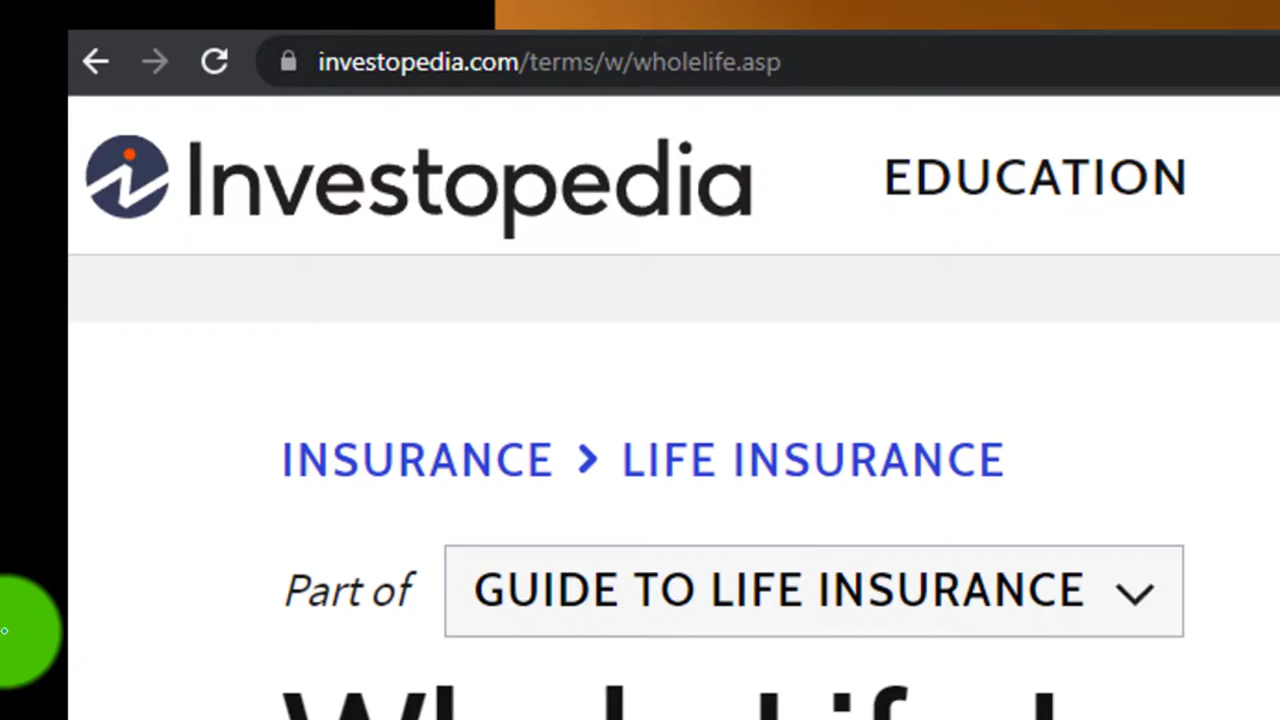 investopedia.com/terms/w/wholelife.asp
Investopedia
EDUCATION
INSURANCE > LIFE INSURANCE
Part of GUIDE TO LIFE INSURANCE